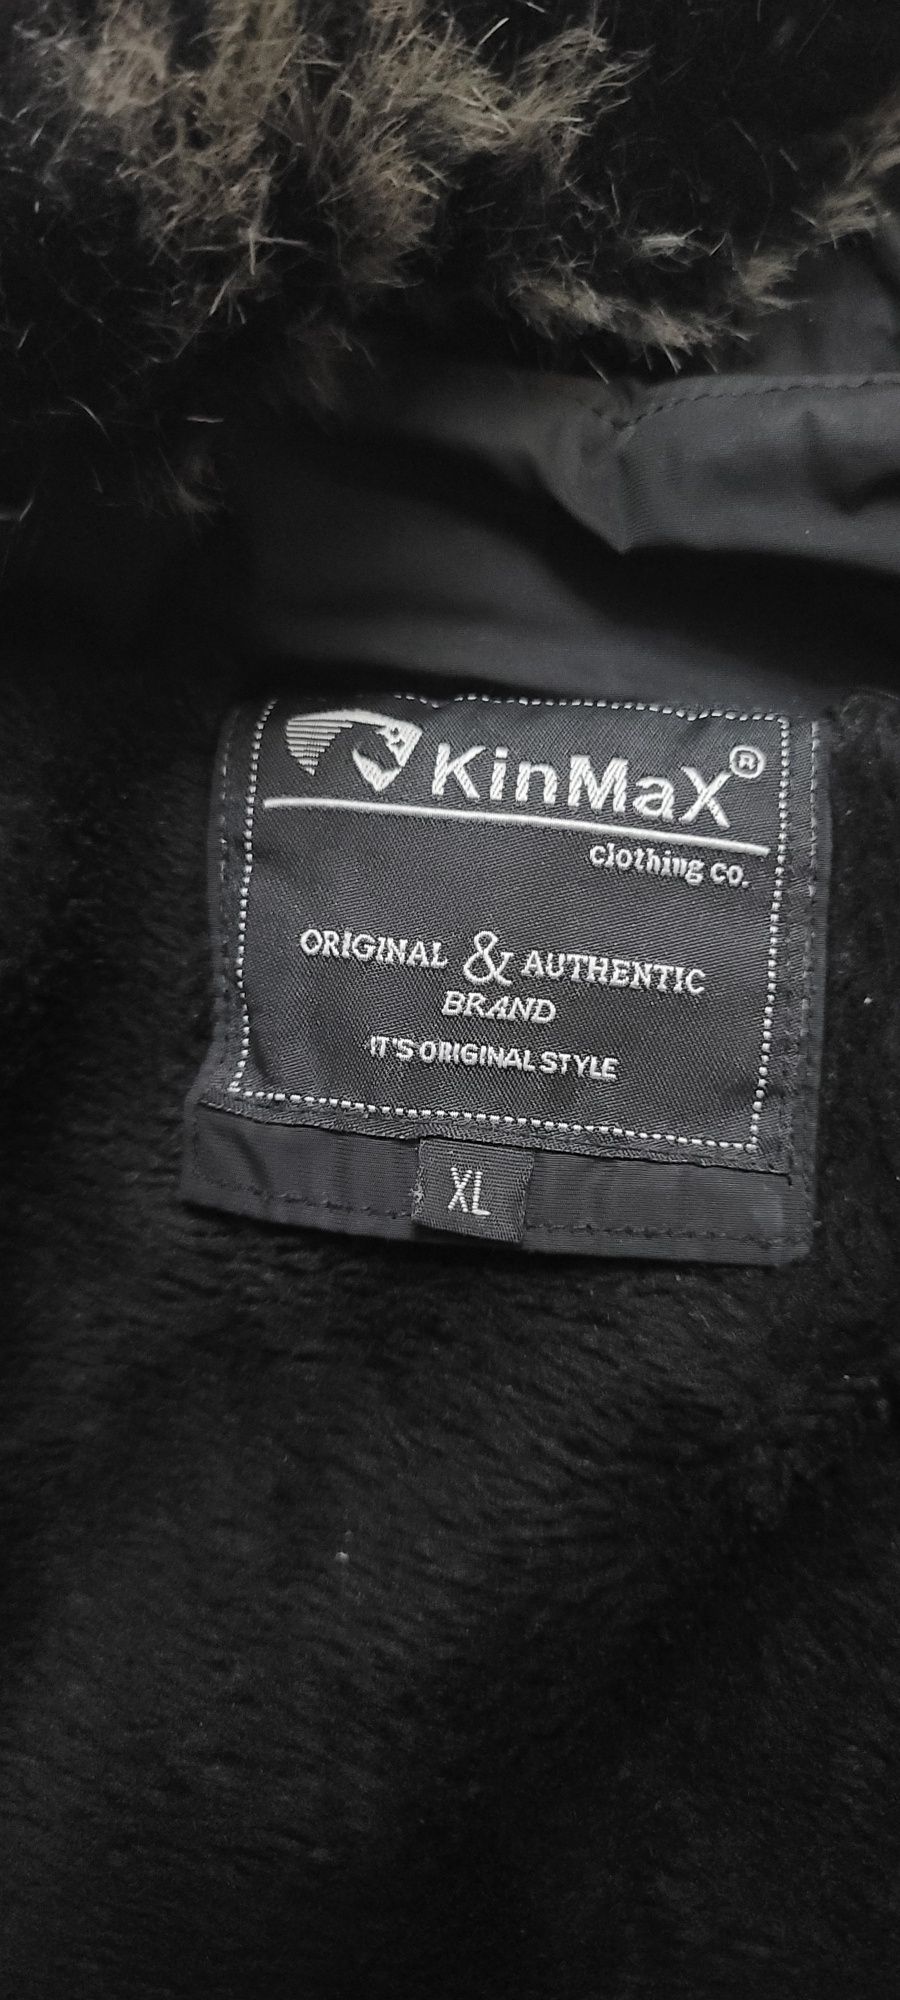 KinMaX®
clothing co.
ORIGINAL & AUTHENTIC
BRAND
IT'S ORIGINAL STYLE
XL